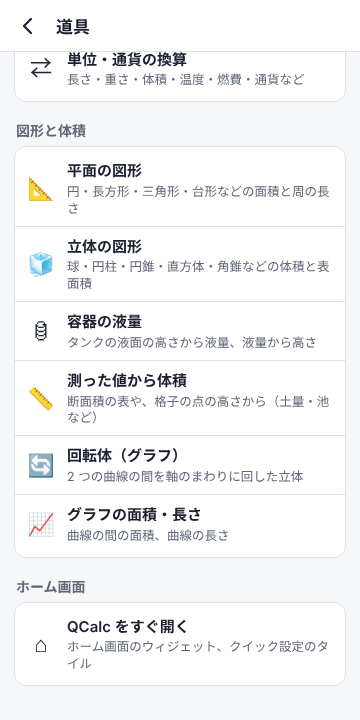 道具
単位・通貨の換算
長さ・重さ・体積・温度・燃費・通貨など
図形と体積
平面の図形
円・長方形・三角形・台形などの面積と周の長
さ
立体の図形
球・円柱・円錐・直方体・角錐などの体積と表
面積
容器の液量
タンクの液面の高さから液量、液量から高さ
測った値から体積
断面積の表や、格子の点の高さから（土量・池
など）
回転体（グラフ）
2 つの曲線の間を軸のまわりに回した立体
グラフの面積・長さ
曲線の間の面積、曲線の長さ
ホーム画面
QCalc をすぐ開く
ホーム画面のウィジェット、クイック設定のタ
イル